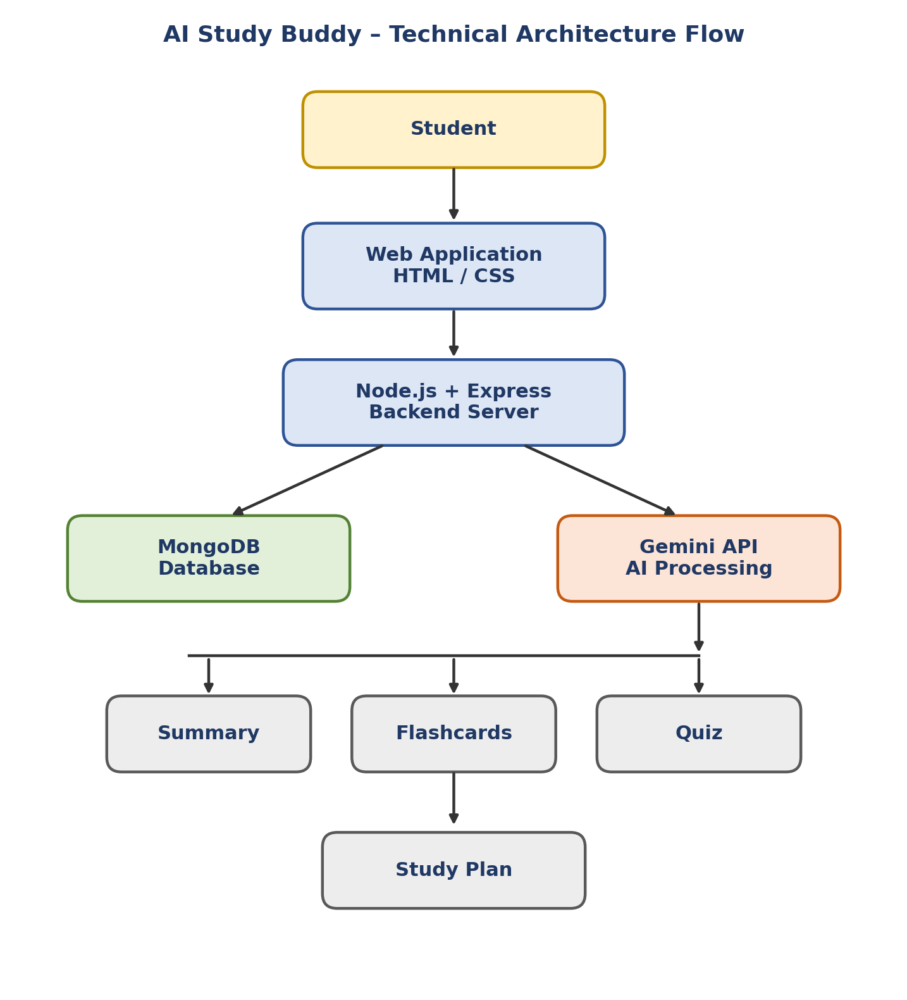 AI Study Buddy – Technical Architecture Flow
Student
Web Application
HTML / CSS
Node.js + Express
Backend Server
MongoDB
Database
Gemini API
AI Processing
Summary
Flashcards
Quiz
Study Plan